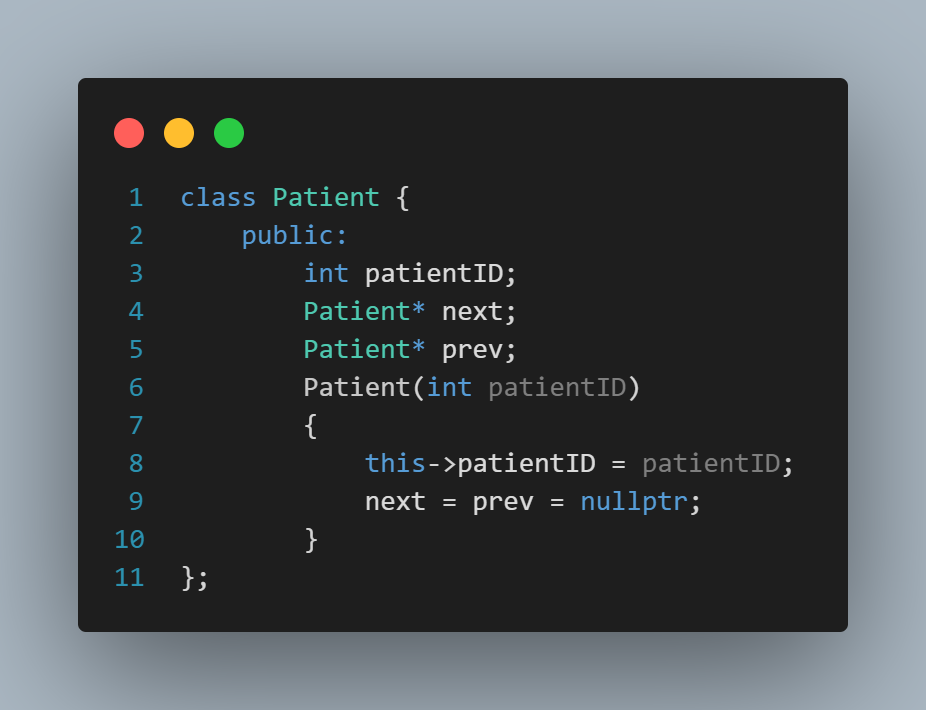 1 class Patient {
2 public:
3 int patientID;
4 Patient* next;
5 Patient* prev;
6 Patient(int patientID)
7 {
8 this->patientID = patientID;
9 next = prev = nullptr;
10 }
11 };